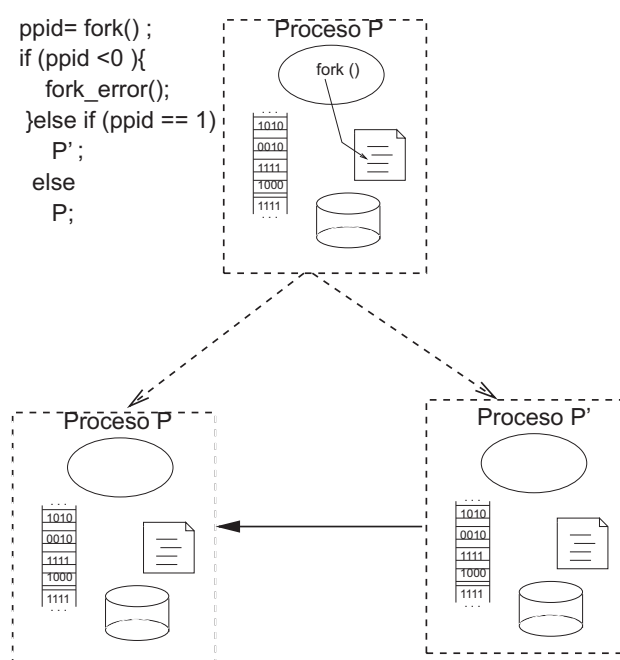 ppid= fork() ;
if (ppid <0 ){
fork_error();
}else if (ppid == 1)
P' ;
else
P;
Proceso P
fork ()
. . .
1010
0010
1111
1000
1111
. . .
Proceso P
. . .
1010
0010
1111
1000
1111
. . .
Proceso P'
. . .
1010
0010
1111
1000
1111
. . .